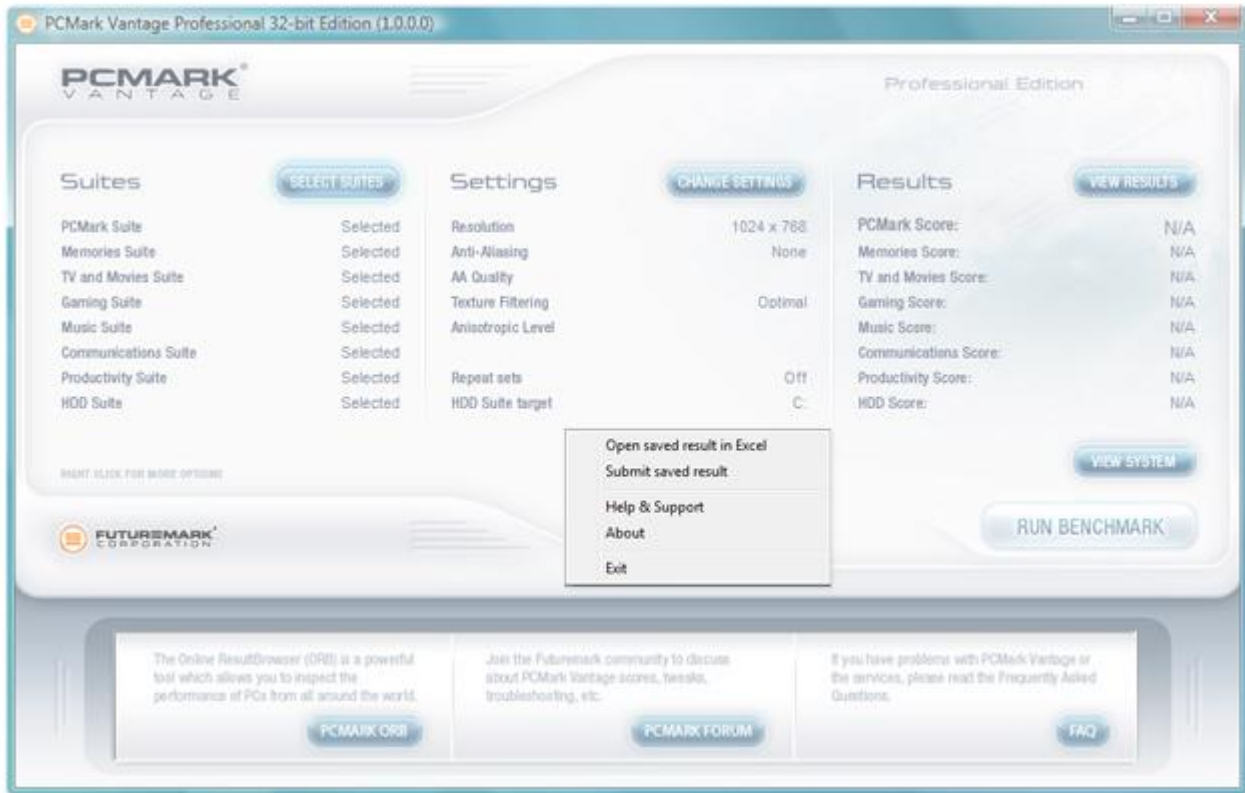 PCMark Vantage Professional 32-bit Edition (1.0.0.0)
PCMARK®
VANTAGE
Professional Edition
Suites
SELECT SUITES
PCMark Suite Selected
Memories Suite Selected
TV and Movies Suite Selected
Gaming Suite Selected
Music Suite Selected
Communications Suite Selected
Productivity Suite Selected
HDD Suite Selected
RIGHT CLICK FOR MORE OPTIONS
Settings
CHANGE SETTINGS
Resolution 1024 x 768
Anti-Aliasing None
AA Quality
Texture Filtering Optimal
Anisotropic Level
Repeat sets Off
HDD Suite target C:
Results
VIEW RESULTS
PCMark Score: N/A
Memories Score: N/A
TV and Movies Score: N/A
Gaming Score: N/A
Music Score: N/A
Communications Score: N/A
Productivity Score: N/A
HDD Score: N/A
VIEW SYSTEM
Open saved result in Excel
Submit saved result
Help & Support
About
Exit
FUTUREMARK®
CORPORATION
RUN BENCHMARK
The Online ResultBrowser (ORB) is a powerful
tool which allows you to inspect the
performance of PCs from all around the world.
PCMARK ORB
Join the Futuremark community to discuss
about PCMark Vantage scores, tweaks,
troubleshooting, etc.
PCMARK FORUM
If you have problems with PCMark Vantage or
the services, please read the Frequently Asked
Questions.
FAQ